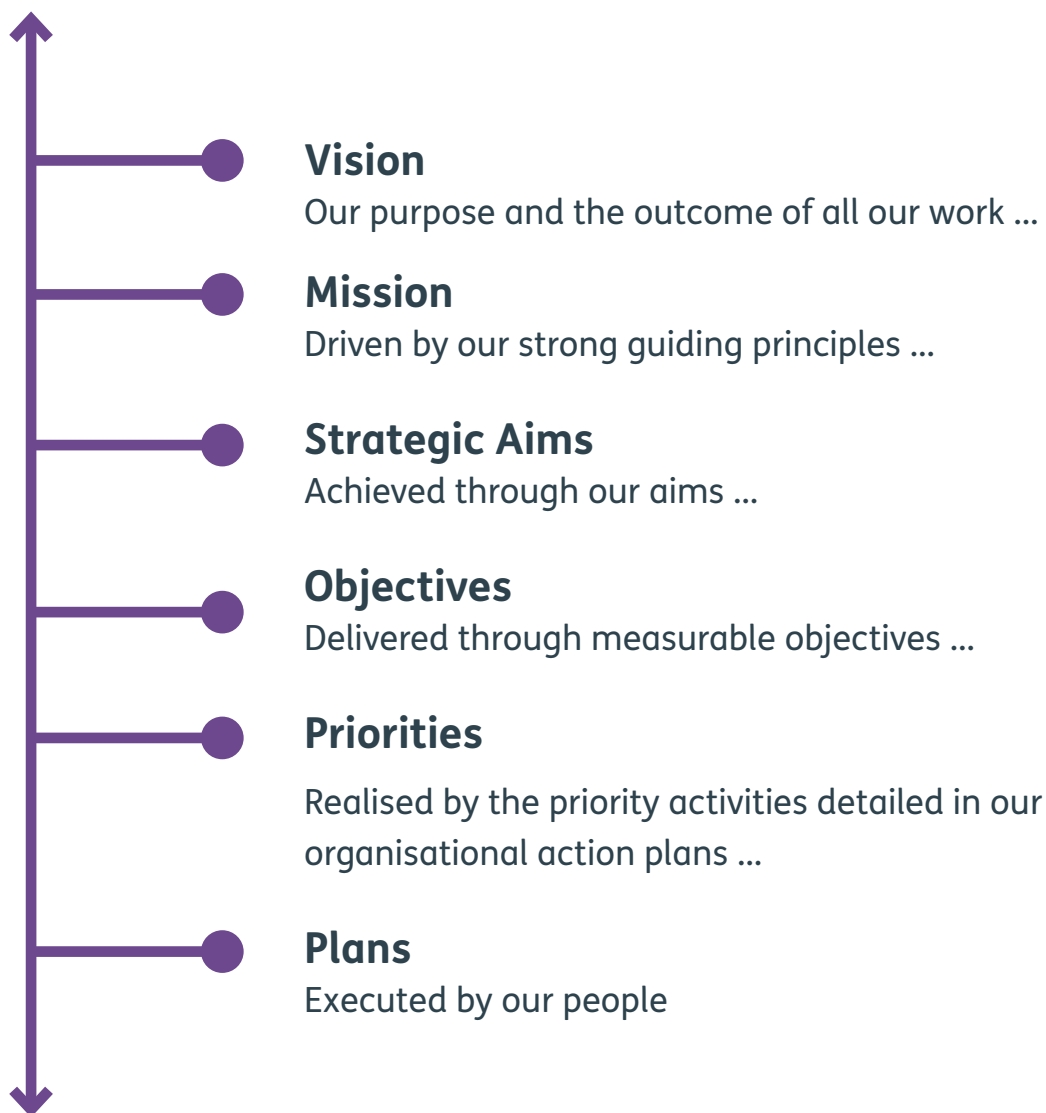 Vision
Our purpose and the outcome of all our work ...
Mission
Driven by our strong guiding principles ...
Strategic Aims
Achieved through our aims ...
Objectives
Delivered through measurable objectives ...
Priorities
Realised by the priority activities detailed in our
organisational action plans ...
Plans
Executed by our people